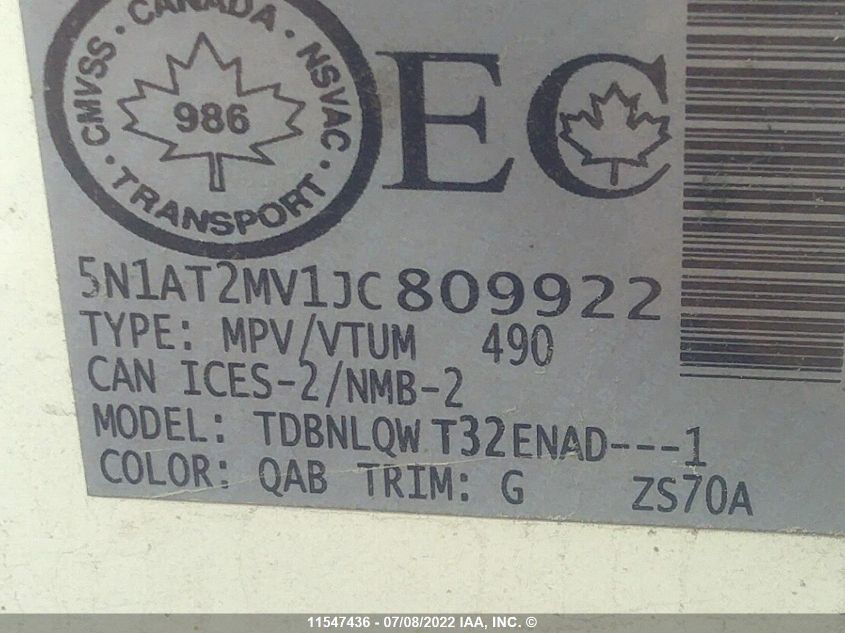 CMVSS · CANADA · NSVAC · TRANSPORT ·
986
EC
5N1AT2MV1JC809922
TYPE: MPV/VTUM 490
CAN ICES-2/NMB-2
MODEL: TDBNLQW T32ENAD---1
COLOR: QAB TRIM: G ZS70A
11547436 - 07/08/2022 IAA, INC. ©